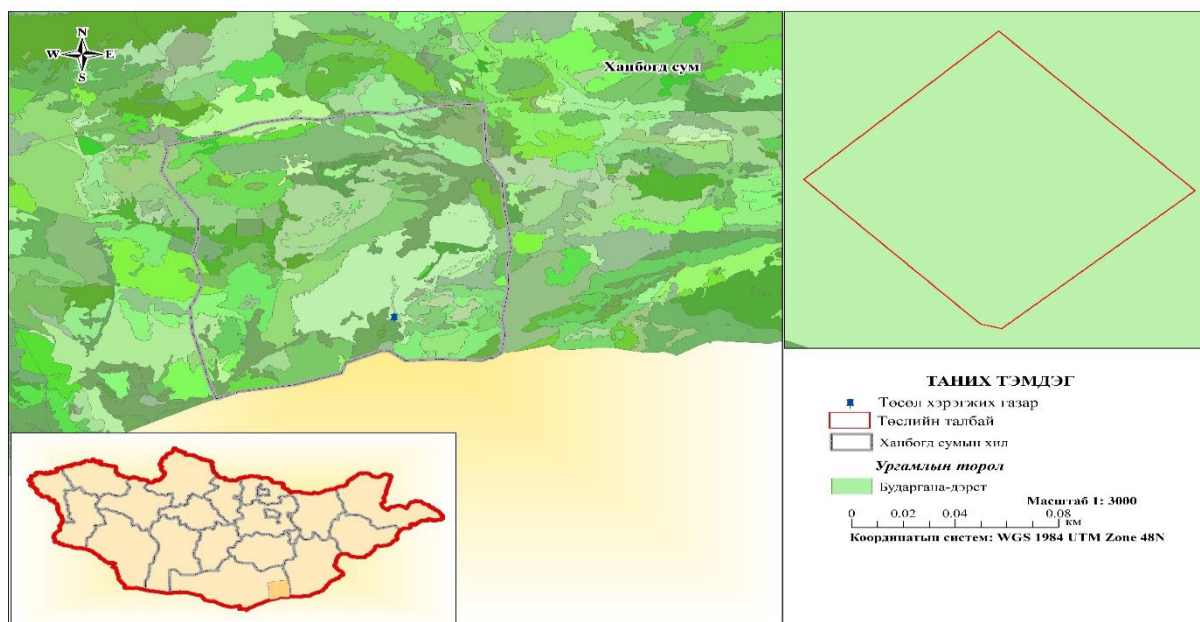 N
W E
S
Ханбогд сум
ТАНИХ ТЭМДЭГ
Төсөл хэрэгжих газар
Төслийн талбай
Ханбогд сумын хил
Ургамлын төрөл
Бударгана-дэрст
Масштаб 1: 3000
0 0.02 0.04 0.08
км
Координатын систем: WGS 1984 UTM Zone 48N